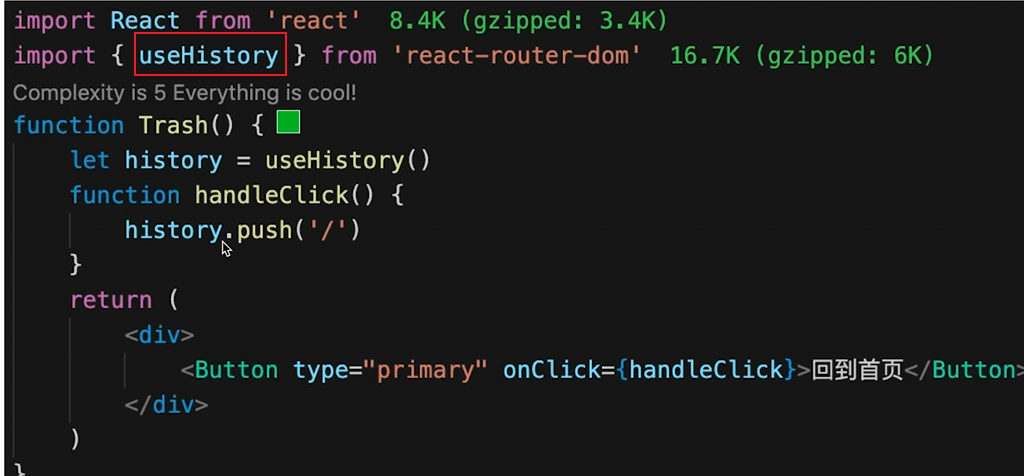 import React from 'react' 8.4K (gzipped: 3.4K)
import { useHistory } from 'react-router-dom' 16.7K (gzipped: 6K)
Complexity is 5 Everything is cool!
function Trash() {
let history = useHistory()
function handleClick() {
history.push('/')
}
return (
<div>
<Button type="primary" onClick={handleClick}>回到首页</Button>
</div>
)
}